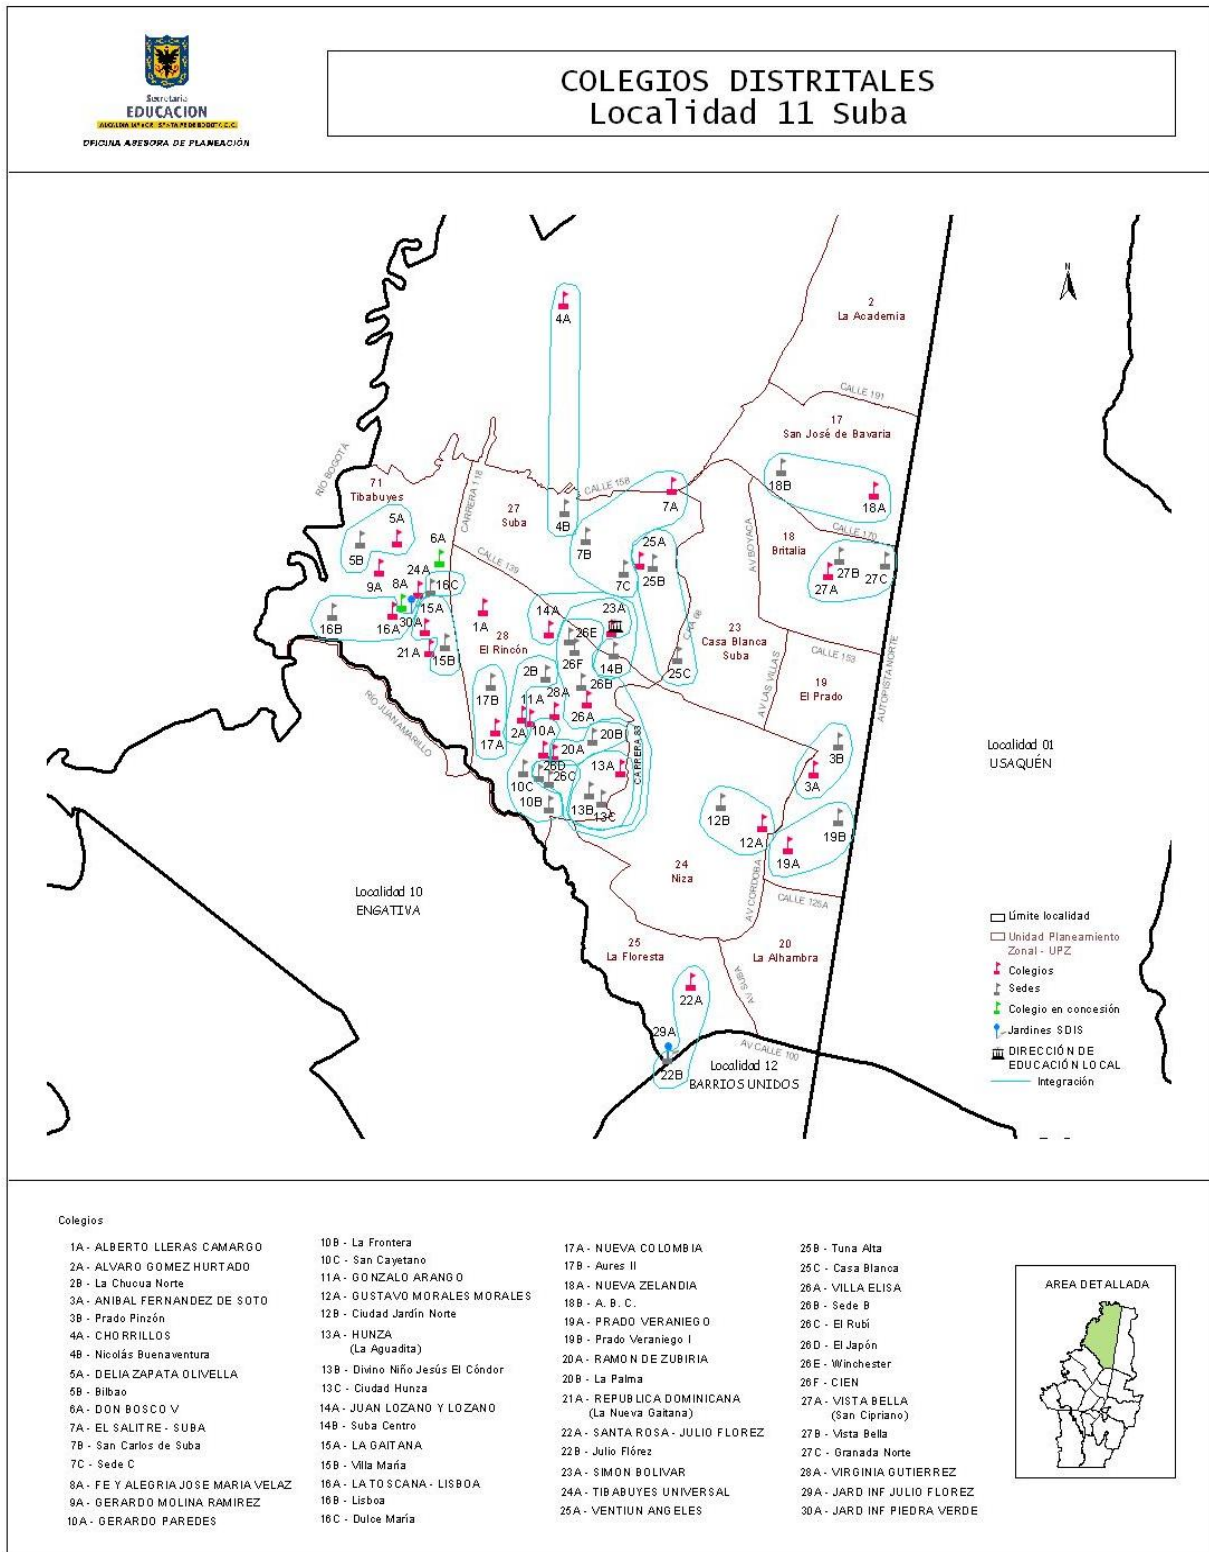 Secretaría
EDUCACION
OFICINA ASESORA DE PLANEACIÓN
COLEGIOS DISTRITALES
Localidad 11 Suba
N
2
La Academia
CALLE 191
17
San José de Bavaria
4A
18B
18A
CALLE 170
RIO BOGOTÁ
71
Tibabuyes
CARRERA 118
27
Suba
CALLE 158
7A
4B
7B
7C
25A
25B
AV BOYACA
18
Britalia
27A
27B
27C
5A
5B
6A
24A
9A
8A
16C
15A
16B
16A
30A
21A
15B
CALLE 139
1A
28
El Rincón
14A
23A
26E
26F
14B
25C
CRA 68
23
Casa Blanca
Suba
CALLE 153
AV LAS VILLAS
19
El Prado
AUTOPISTA NORTE
2B
28A
26B
11A
26A
17B
17A
2A
10A
20A
20B
13A
CARRERA 83
RIO JUAN AMARILLO
26D
26C
10C
10B
13B
13C
3B
3A
12B
12A
19B
19A
24
Niza
AV CORDOBA
CALLE 125A
Localidad 01
USAQUÉN
Localidad 10
ENGATIVA
25
La Floresta
20
La Alhambra
AV SUBA
22A
29A
22B
AV CALLE 100
Localidad 12
BARRIOS UNIDOS
Límite localidad
Unidad Planeamiento
Zonal - UPZ
Colegios
Sedes
Colegio en concesión
Jardines SDIS
DIRECCIÓN DE
EDUCACIÓN LOCAL
Integración
Colegios
1A - ALBERTO LLERAS CAMARGO
2A - ALVARO GOMEZ HURTADO
2B - La Chucua Norte
3A - ANIBAL FERNANDEZ DE SOTO
3B - Prado Pinzón
4A - CHORRILLOS
4B - Nicolás Buenaventura
5A - DELIA ZAPATA OLIVELLA
5B - Bilbao
6A - DON BOSCO V
7A - EL SALITRE - SUBA
7B - San Carlos de Suba
7C - Sede C
8A - FE Y ALEGRIA JOSE MARIA VELAZ
9A - GERARDO MOLINA RAMIREZ
10A - GERARDO PAREDES
10B - La Frontera
10C - San Cayetano
11A - GONZALO ARANGO
12A - GUSTAVO MORALES MORALES
12B - Ciudad Jardín Norte
13A - HUNZA
(La Aguadita)
13B - Divino Niño Jesús El Cóndor
13C - Ciudad Hunza
14A - JUAN LOZANO Y LOZANO
14B - Suba Centro
15A - LA GAITANA
15B - Villa María
16A - LA TOSCANA - LISBOA
16B - Lisboa
16C - Dulce María
17A - NUEVA COLOMBIA
17B - Aures II
18A - NUEVA ZELANDIA
18B - A. B. C.
19A - PRADO VERANIEGO
19B - Prado Veraniego I
20A - RAMON DE ZUBIRIA
20B - La Palma
21A - REPUBLICA DOMINICANA
(La Nueva Gaitana)
22A - SANTA ROSA - JULIO FLOREZ
22B - Julio Flórez
23A - SIMON BOLIVAR
24A - TIBABUYES UNIVERSAL
25A - VENTIUN ANGELES
25B - Tuna Alta
25C - Casa Blanca
26A - VILLA ELISA
26B - Sede B
26C - El Rubí
26D - El Japón
26E - Winchester
26F - CIEN
27A - VISTA BELLA
(San Cipriano)
27B - Vista Bella
27C - Granada Norte
28A - VIRGINIA GUTIERREZ
29A - JARD INF JULIO FLOREZ
30A - JARD INF PIEDRA VERDE
AREA DETALLADA